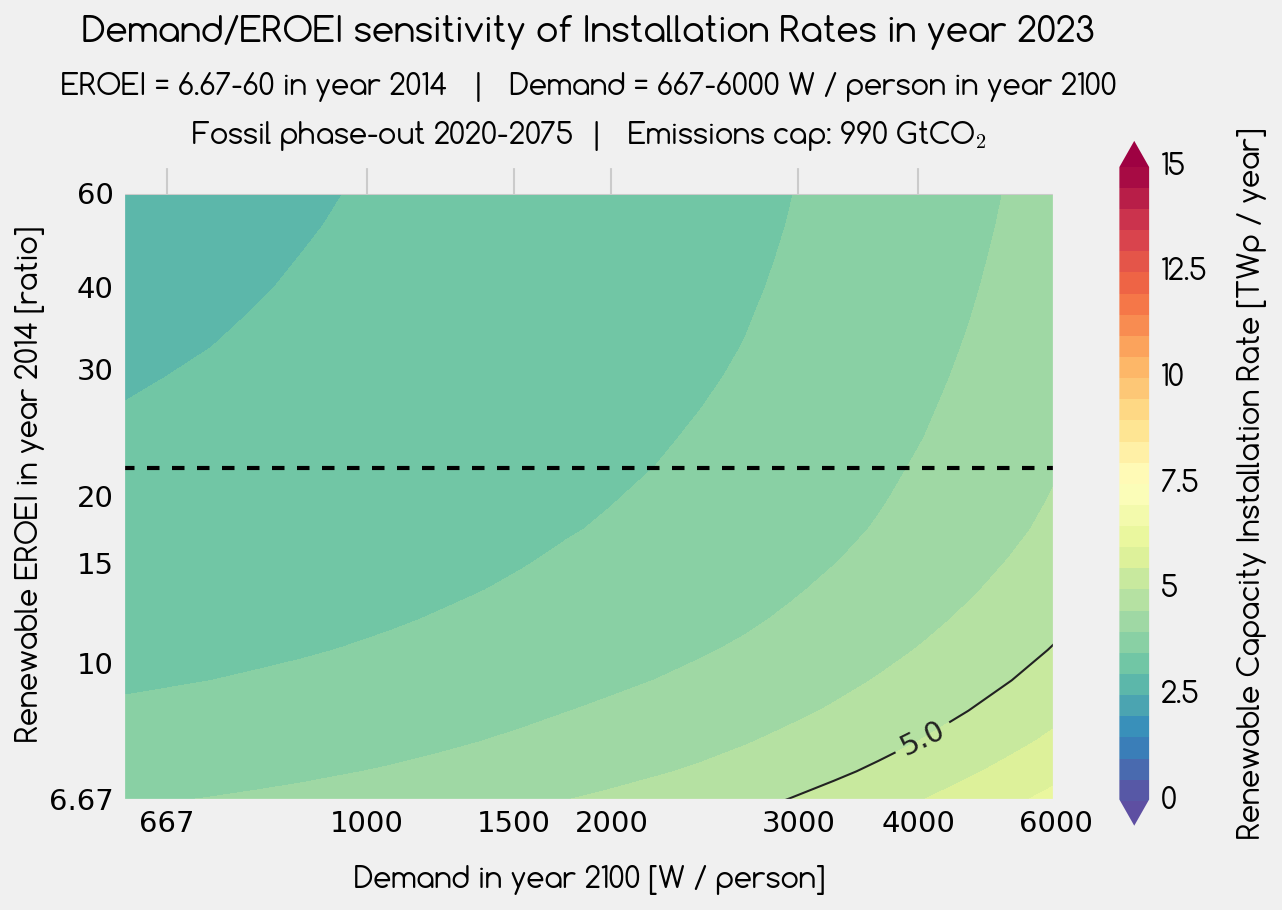 Demand/EROEI sensitivity of Installation Rates in year 2023
EROEI = 6.67-60 in year 2014 | Demand = 667-6000 W / person in year 2100
Fossil phase-out 2020-2075 | Emissions cap: 990 GtCO₂
60
40
30
20
15
10
6.67
Renewable EROEI in year 2014 [ratio]
5.0
667 1000 1500 2000 3000 4000 6000
Demand in year 2100 [W / person]
15
12.5
10
7.5
5
2.5
0
Renewable Capacity Installation Rate [TWp / year]